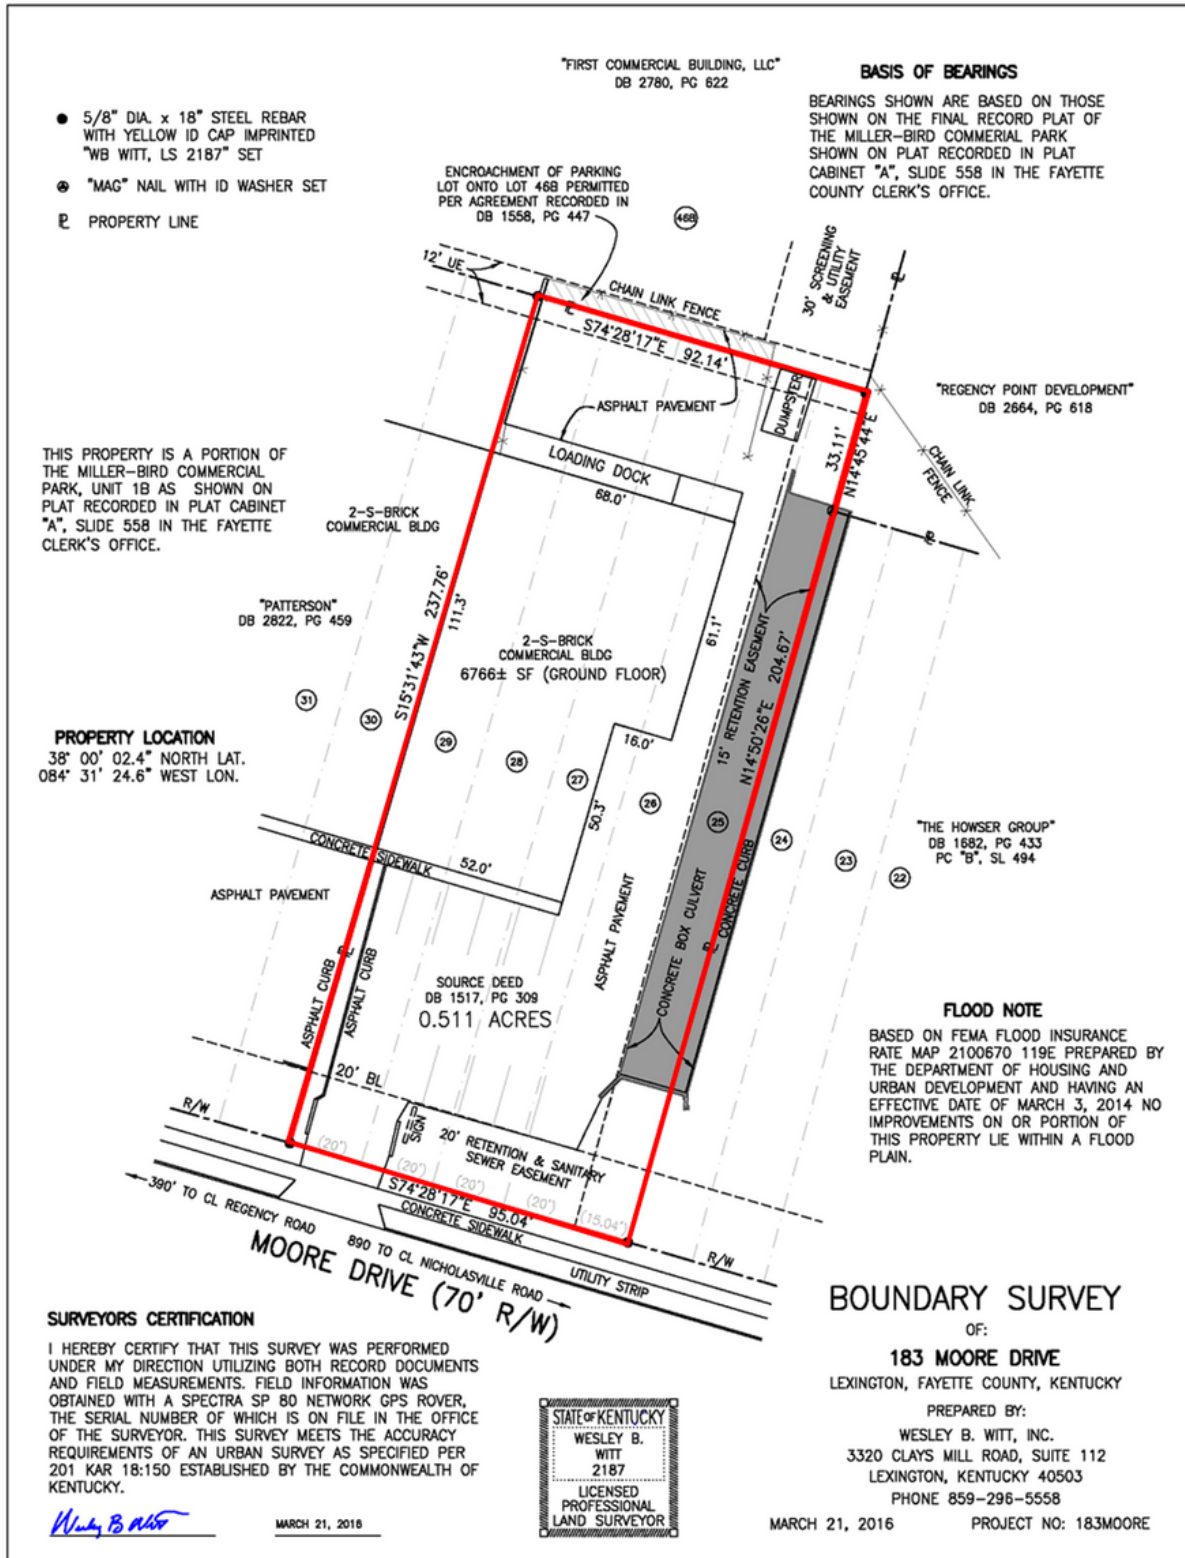 "FIRST COMMERCIAL BUILDING, LLC"
DB 2780, PG 622
BASIS OF BEARINGS
BEARINGS SHOWN ARE BASED ON THOSE
SHOWN ON THE FINAL RECORD PLAT OF
THE MILLER-BIRD COMMERIAL PARK
SHOWN ON PLAT RECORDED IN PLAT
CABINET "A", SLIDE 558 IN THE FAYETTE
COUNTY CLERK'S OFFICE.
5/8" DIA. x 18" STEEL REBAR
WITH YELLOW ID CAP IMPRINTED
"WB WITT, LS 2187" SET
"MAG" NAIL WITH ID WASHER SET
PL PROPERTY LINE
ENCROACHMENT OF PARKING
LOT ONTO LOT 46B PERMITTED
PER AGREEMENT RECORDED IN
DB 1558, PG 447
46B
30' SCREENING
& UTILITY
EASEMENT
PL
12' UE
CHAIN LINK FENCE
PL
S74°28'17"E 92.14'
"REGENCY POINT DEVELOPMENT"
DB 2664, PG 618
ASPHALT PAVEMENT
DUMPSTER
33.11'
N14°45'44"E
CHAIN LINK
FENCE
THIS PROPERTY IS A PORTION OF
THE MILLER-BIRD COMMERCIAL
PARK, UNIT 1B AS SHOWN ON
PLAT RECORDED IN PLAT CABINET
"A", SLIDE 558 IN THE FAYETTE
CLERK'S OFFICE.
LOADING DOCK
68.0'
2-S-BRICK
COMMERCIAL BLDG
PL
"PATTERSON"
DB 2822, PG 459
S15°31'43"W 237.76'
111.3'
2-S-BRICK
COMMERCIAL BLDG
6766± SF (GROUND FLOOR)
61.1'
15' RETENTION EASEMENT
N14°50'26"E 204.67'
31
30
29
28
27
26
25
24
23
22
16.0'
50.3'
PROPERTY LOCATION
38° 00' 02.4" NORTH LAT.
084° 31' 24.6" WEST LON.
"THE HOWSER GROUP"
DB 1682, PG 433
PC "B", SL 494
CONCRETE SIDEWALK
52.0'
ASPHALT PAVEMENT
ASPHALT PAVEMENT
CONCRETE BOX CULVERT
PL CONCRETE CURB
PL
ASPHALT CURB
ASPHALT CURB
SOURCE DEED
DB 1517, PG 309
0.511 ACRES
FLOOD NOTE
BASED ON FEMA FLOOD INSURANCE
RATE MAP 2100670 119E PREPARED BY
THE DEPARTMENT OF HOUSING AND
URBAN DEVELOPMENT AND HAVING AN
EFFECTIVE DATE OF MARCH 3, 2014 NO
IMPROVEMENTS ON OR PORTION OF
THIS PROPERTY LIE WITHIN A FLOOD
PLAIN.
20' BL
R/W
SIGN
20' RETENTION & SANITARY
SEWER EASEMENT
(20') (20') (20') (20') (15.04')
S74°28'17"E 95.04'
CONCRETE SIDEWALK
R/W
390' TO CL REGENCY ROAD
890 TO CL NICHOLASVILLE ROAD
UTILITY STRIP
MOORE DRIVE (70' R/W)
SURVEYORS CERTIFICATION
I HEREBY CERTIFY THAT THIS SURVEY WAS PERFORMED
UNDER MY DIRECTION UTILIZING BOTH RECORD DOCUMENTS
AND FIELD MEASUREMENTS. FIELD INFORMATION WAS
OBTAINED WITH A SPECTRA SP 80 NETWORK GPS ROVER,
THE SERIAL NUMBER OF WHICH IS ON FILE IN THE OFFICE
OF THE SURVEYOR. THIS SURVEY MEETS THE ACCURACY
REQUIREMENTS OF AN URBAN SURVEY AS SPECIFIED PER
201 KAR 18:150 ESTABLISHED BY THE COMMONWEALTH OF
KENTUCKY.
Wesley B Witt
MARCH 21, 2016
STATE OF KENTUCKY
WESLEY B.
WITT
2187
LICENSED
PROFESSIONAL
LAND SURVEYOR
BOUNDARY SURVEY
OF:
183 MOORE DRIVE
LEXINGTON, FAYETTE COUNTY, KENTUCKY
PREPARED BY:
WESLEY B. WITT, INC.
3320 CLAYS MILL ROAD, SUITE 112
LEXINGTON, KENTUCKY 40503
PHONE 859-296-5558
MARCH 21, 2016 PROJECT NO: 183MOORE